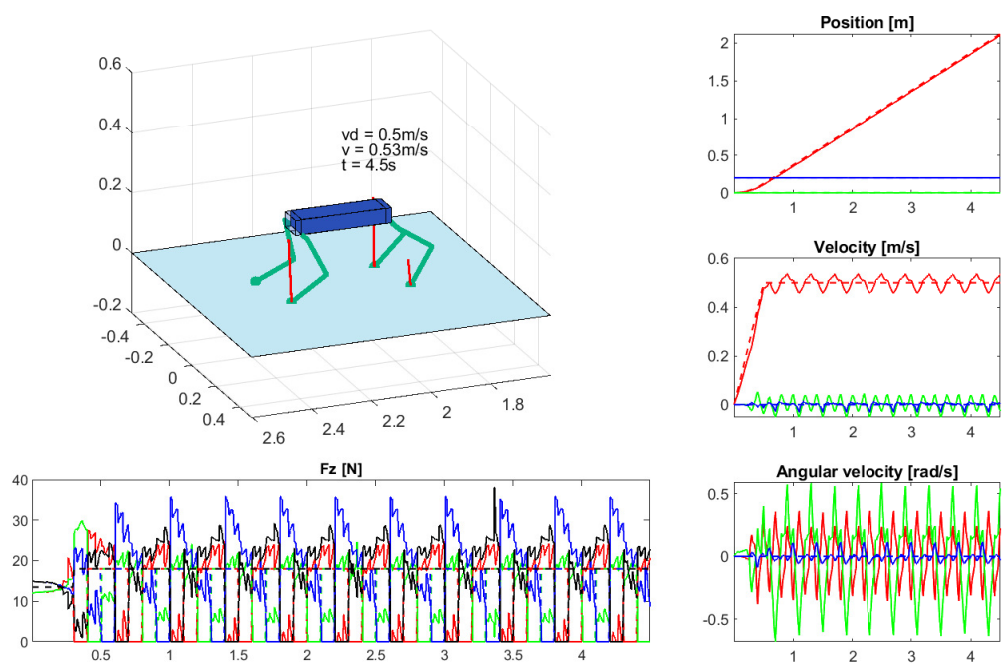 0.6
0.4
0.2
0
-0.2
-0.4
-0.2
0
0.2
0.4
2.6
2.4
2.2
2
1.8
vd = 0.5m/s
v = 0.53m/s
t = 4.5s
Position [m]
2
1.5
1
0.5
0
1 2 3 4
Velocity [m/s]
0.6
0.4
0.2
0
1 2 3 4
Fz [N]
40
30
20
10
0
0.5 1 1.5 2 2.5 3 3.5 4 4.5
Angular velocity [rad/s]
0.5
0
-0.5
1 2 3 4